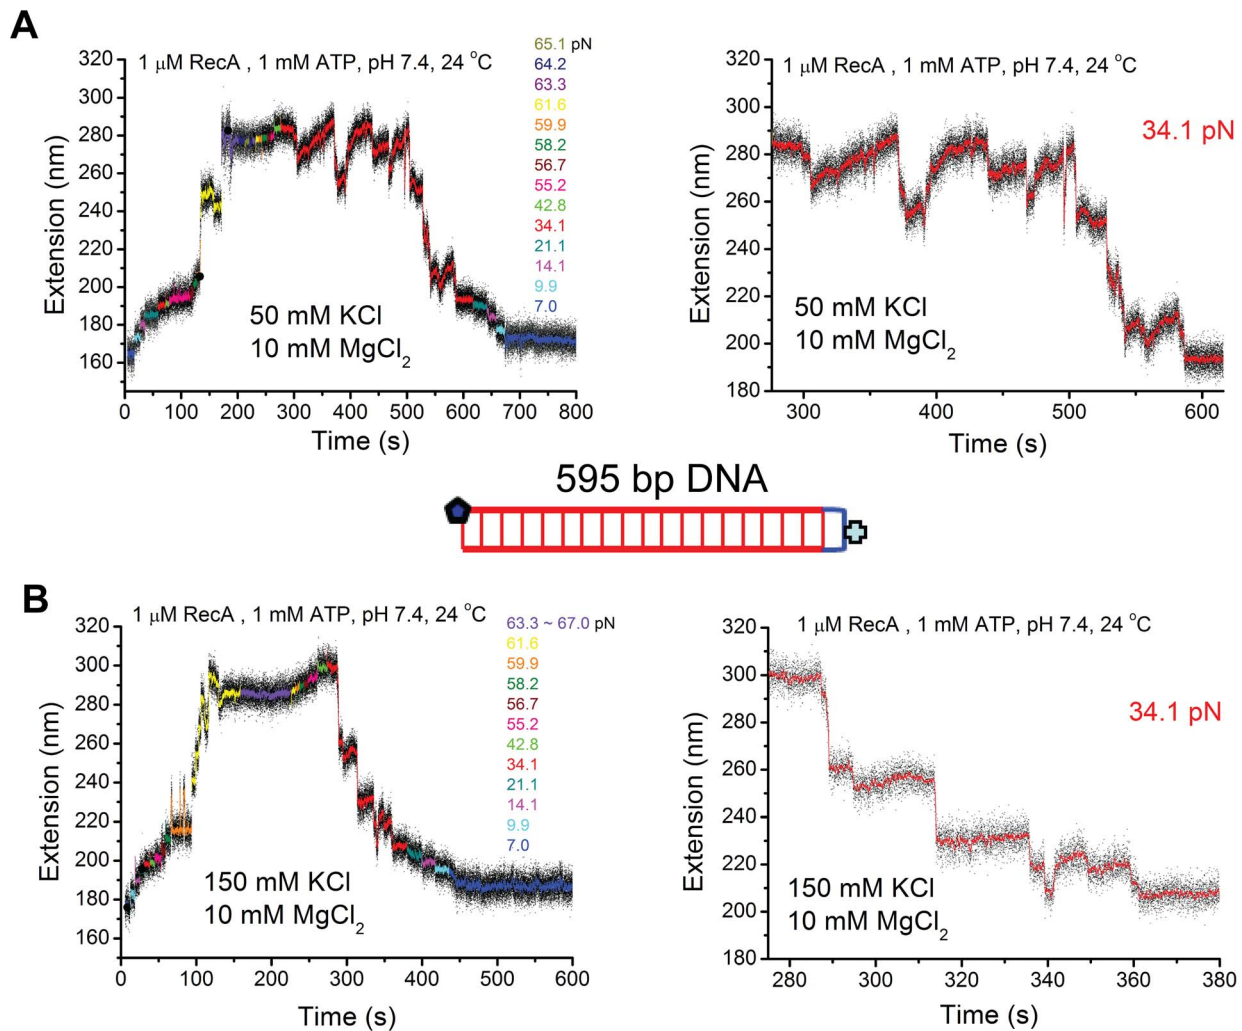 A
1 μM RecA , 1 mM ATP, pH 7.4, 24 °C
65.1 pN
64.2
63.3
61.6
59.9
58.2
56.7
55.2
42.8
34.1
21.1
14.1
9.9
7.0
320
300
280
260
240
220
200
180
160
Extension (nm)
50 mM KCl
10 mM MgCl₂
0 100 200 300 400 500 600 700 800
Time (s)
1 μM RecA , 1 mM ATP, pH 7.4, 24 °C
34.1 pN
320
300
280
260
240
220
200
180
Extension (nm)
50 mM KCl
10 mM MgCl₂
300 400 500 600
Time (s)
595 bp DNA
B
1 μM RecA , 1 mM ATP, pH 7.4, 24 °C
63.3 ~ 67.0 pN
61.6
59.9
58.2
56.7
55.2
42.8
34.1
21.1
14.1
9.9
7.0
320
300
280
260
240
220
200
180
160
Extension (nm)
150 mM KCl
10 mM MgCl₂
0 100 200 300 400 500 600
Time (s)
1 μM RecA , 1 mM ATP, pH 7.4, 24 °C
34.1 pN
320
300
280
260
240
220
200
180
Extension (nm)
150 mM KCl
10 mM MgCl₂
280 300 320 340 360 380
Time (s)